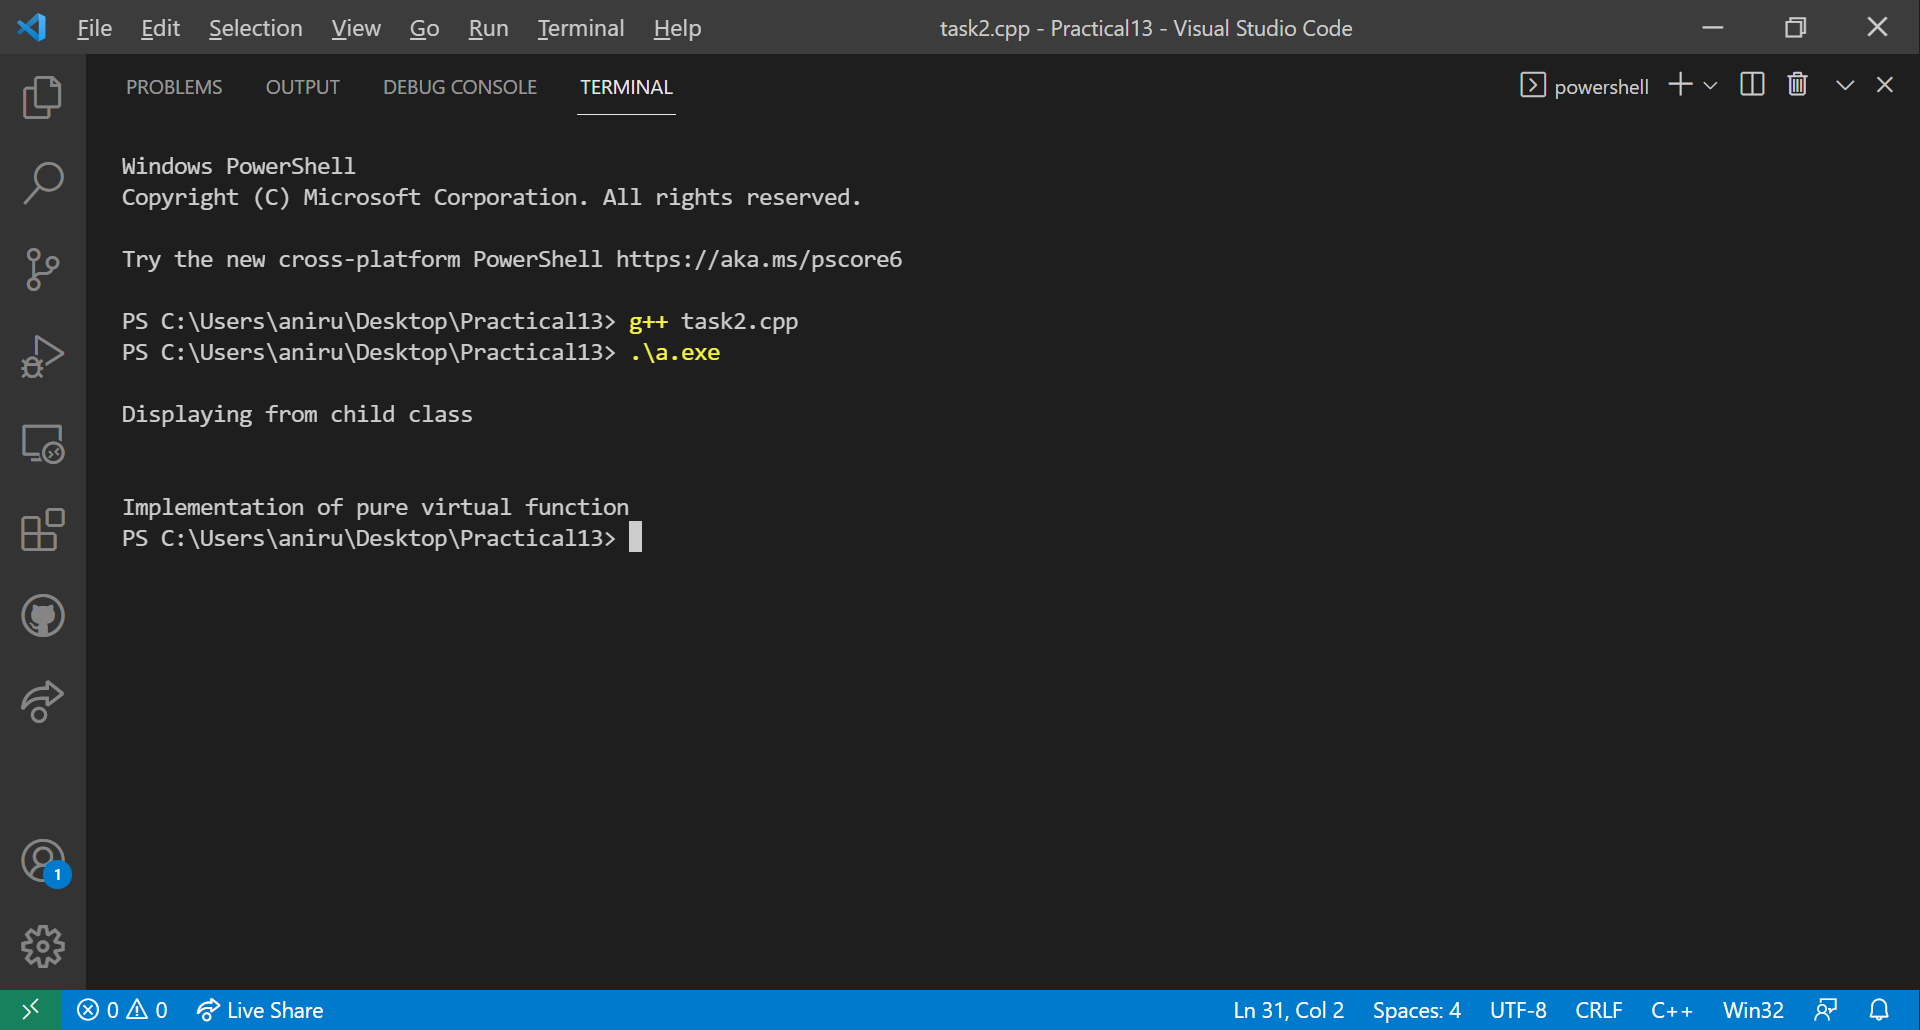 File Edit Selection View Go Run Terminal Help task2.cpp - Practical13 - Visual Studio Code
PROBLEMS OUTPUT DEBUG CONSOLE TERMINAL powershell
Windows PowerShell
Copyright (C) Microsoft Corporation. All rights reserved.
Try the new cross-platform PowerShell https://aka.ms/pscore6
PS C:\Users\aniru\Desktop\Practical13> g++ task2.cpp
PS C:\Users\aniru\Desktop\Practical13> .\a.exe
Displaying from child class
Implementation of pure virtual function
PS C:\Users\aniru\Desktop\Practical13>
1
0 0 Live Share Ln 31, Col 2 Spaces: 4 UTF-8 CRLF C++ Win32